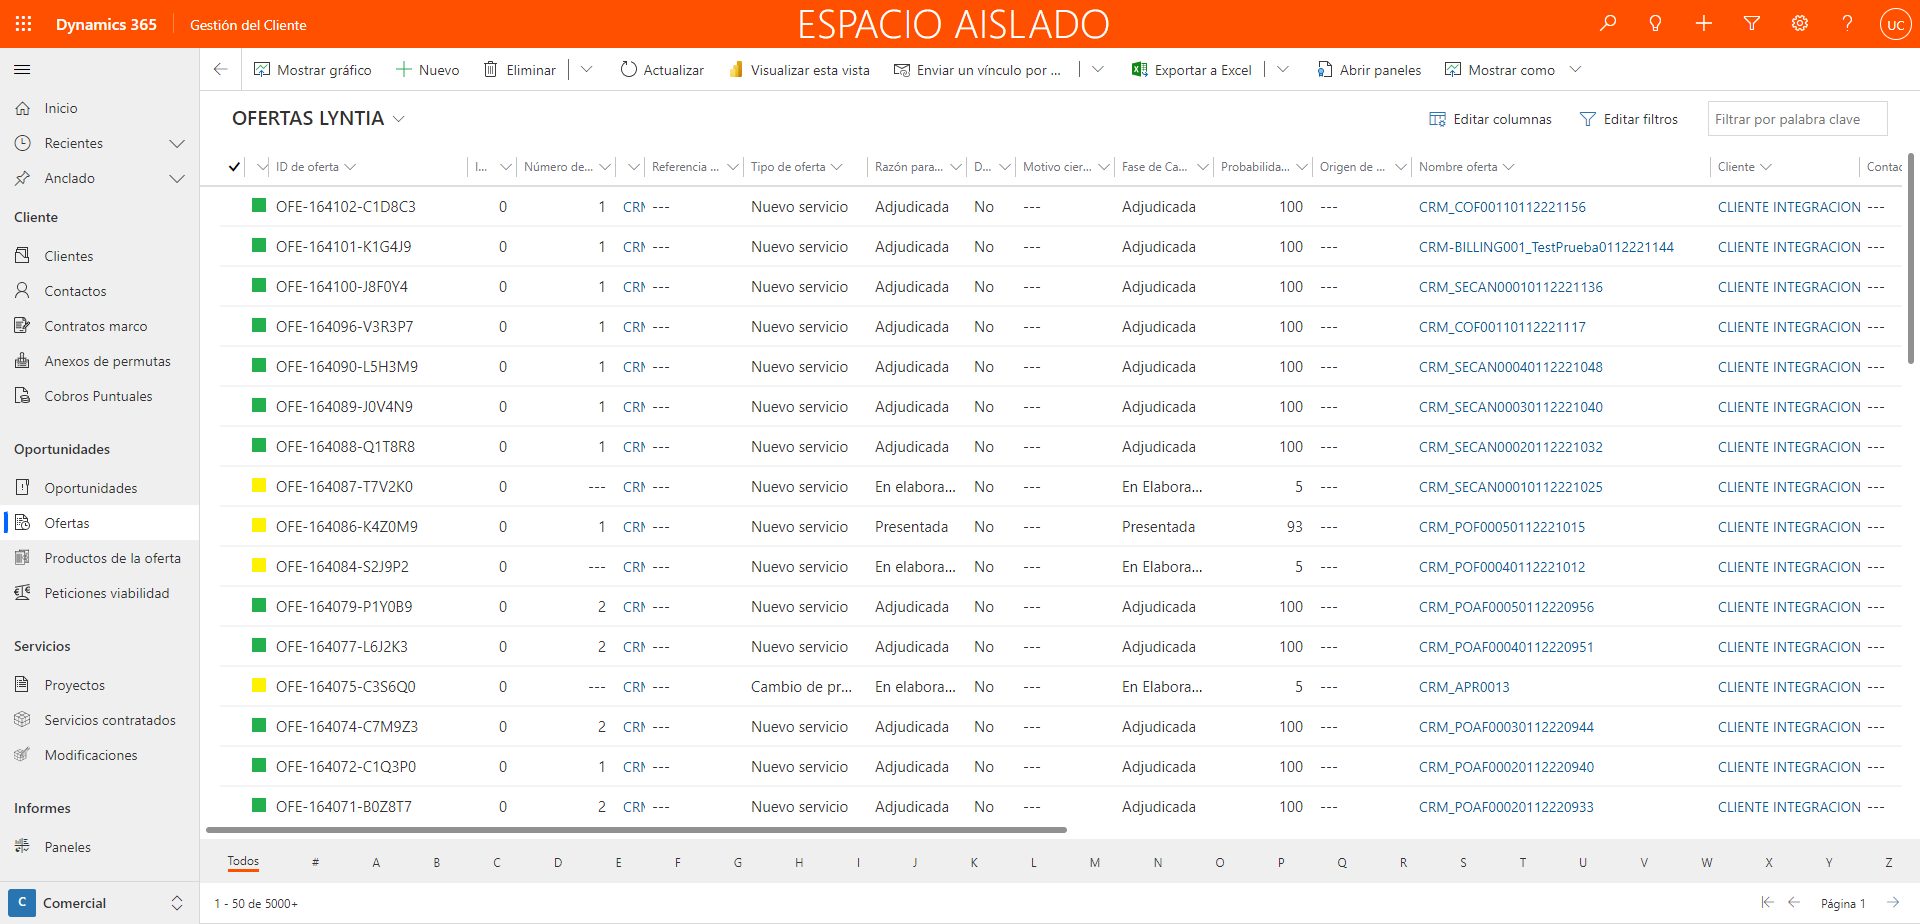 Dynamics 365
Gestión del Cliente
ESPACIO AISLADO
UC
Mostrar gráfico
Nuevo
Eliminar
Actualizar
Visualizar esta vista
Enviar un vínculo por ...
Exportar a Excel
Abrir paneles
Mostrar como
Inicio
Recientes
Anclado
Cliente
Clientes
Contactos
Contratos marco
Anexos de permutas
Cobros Puntuales
Oportunidades
Oportunidades
Ofertas
Productos de la oferta
Peticiones viabilidad
Servicios
Proyectos
Servicios contratados
Modificaciones
Informes
Paneles
C Comercial
OFERTAS LYNTIA
Editar columnas
Editar filtros
Filtrar por palabra clave
ID de oferta I... Número de... Referencia ... Tipo de oferta Razón para... D... Motivo cier... Fase de Ca... Probabilida... Origen de ... Nombre oferta Cliente Contac
OFE-164102-C1D8C3 0 1 CRM --- Nuevo servicio Adjudicada No --- Adjudicada 100 --- CRM_COF00110112221156 CLIENTE INTEGRACION ---
OFE-164101-K1G4J9 0 1 CRM --- Nuevo servicio Adjudicada No --- Adjudicada 100 --- CRM-BILLING001_TestPrueba0112221144 CLIENTE INTEGRACION ---
OFE-164100-J8F0Y4 0 1 CRM --- Nuevo servicio Adjudicada No --- Adjudicada 100 --- CRM_SECAN00010112221136 CLIENTE INTEGRACION ---
OFE-164096-V3R3P7 0 1 CRM --- Nuevo servicio Adjudicada No --- Adjudicada 100 --- CRM_COF00110112221117 CLIENTE INTEGRACION ---
OFE-164090-L5H3M9 0 1 CRM --- Nuevo servicio Adjudicada No --- Adjudicada 100 --- CRM_SECAN00040112221048 CLIENTE INTEGRACION ---
OFE-164089-J0V4N9 0 1 CRM --- Nuevo servicio Adjudicada No --- Adjudicada 100 --- CRM_SECAN00030112221040 CLIENTE INTEGRACION ---
OFE-164088-Q1T8R8 0 1 CRM --- Nuevo servicio Adjudicada No --- Adjudicada 100 --- CRM_SECAN00020112221032 CLIENTE INTEGRACION ---
OFE-164087-T7V2K0 0 --- CRM --- Nuevo servicio En elabora... No --- En Elabora... 5 --- CRM_SECAN00010112221025 CLIENTE INTEGRACION ---
OFE-164086-K4Z0M9 0 1 CRM --- Nuevo servicio Presentada No --- Presentada 93 --- CRM_POF00050112221015 CLIENTE INTEGRACION ---
OFE-164084-S2J9P2 0 --- CRM --- Nuevo servicio En elabora... No --- En Elabora... 5 --- CRM_POF00040112221012 CLIENTE INTEGRACION ---
OFE-164079-P1Y0B9 0 2 CRM --- Nuevo servicio Adjudicada No --- Adjudicada 100 --- CRM_POAF00050112220956 CLIENTE INTEGRACION ---
OFE-164077-L6J2K3 0 2 CRM --- Nuevo servicio Adjudicada No --- Adjudicada 100 --- CRM_POAF00040112220951 CLIENTE INTEGRACION ---
OFE-164075-C3S6Q0 0 --- CRM --- Cambio de pr... En elabora... No --- En Elabora... 5 --- CRM_APR0013 CLIENTE INTEGRACION ---
OFE-164074-C7M9Z3 0 2 CRM --- Nuevo servicio Adjudicada No --- Adjudicada 100 --- CRM_POAF00030112220944 CLIENTE INTEGRACION ---
OFE-164072-C1Q3P0 0 1 CRM --- Nuevo servicio Adjudicada No --- Adjudicada 100 --- CRM_POAF00020112220940 CLIENTE INTEGRACION ---
OFE-164071-B0Z8T7 0 2 CRM --- Nuevo servicio Adjudicada No --- Adjudicada 100 --- CRM_POAF00020112220933 CLIENTE INTEGRACION ---
Todos # A B C D E F G H I J K L M N O P Q R S T U V W X Y Z
1 - 50 de 5000+
Página 1